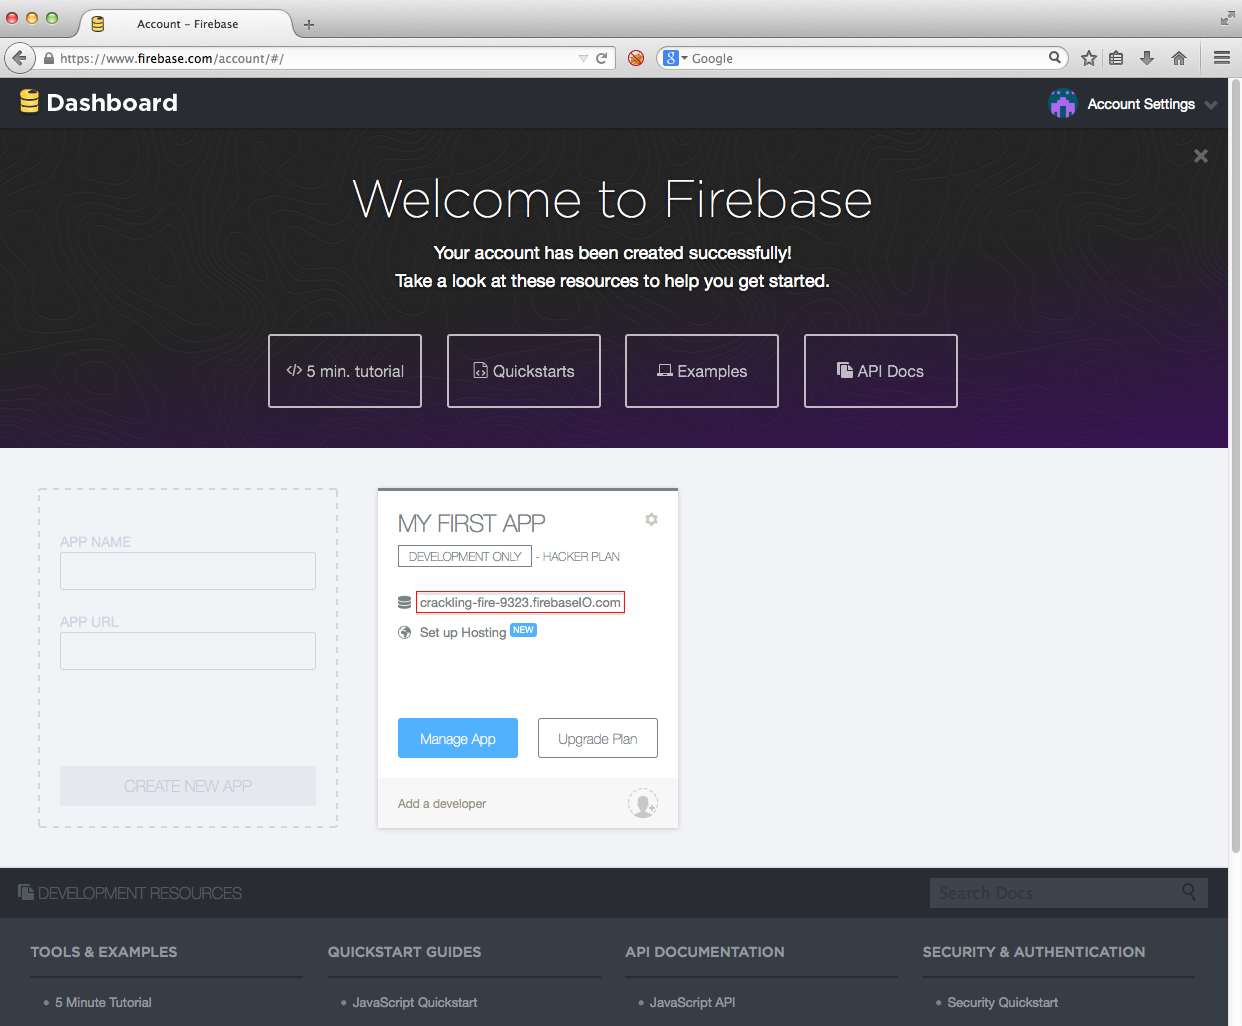 Account – Firebase
https://www.firebase.com/account/#/
Google
Dashboard
Account Settings
Welcome to Firebase
Your account has been created successfully!
Take a look at these resources to help you get started.
5 min. tutorial
Quickstarts
Examples
API Docs
APP NAME
APP URL
CREATE NEW APP
MY FIRST APP
DEVELOPMENT ONLY - HACKER PLAN
crackling-fire-9323.firebaseIO.com
Set up Hosting NEW
Manage App
Upgrade Plan
Add a developer
DEVELOPMENT RESOURCES
Search Docs
TOOLS & EXAMPLES
5 Minute Tutorial
QUICKSTART GUIDES
JavaScript Quickstart
API DOCUMENTATION
JavaScript API
SECURITY & AUTHENTICATION
Security Quickstart